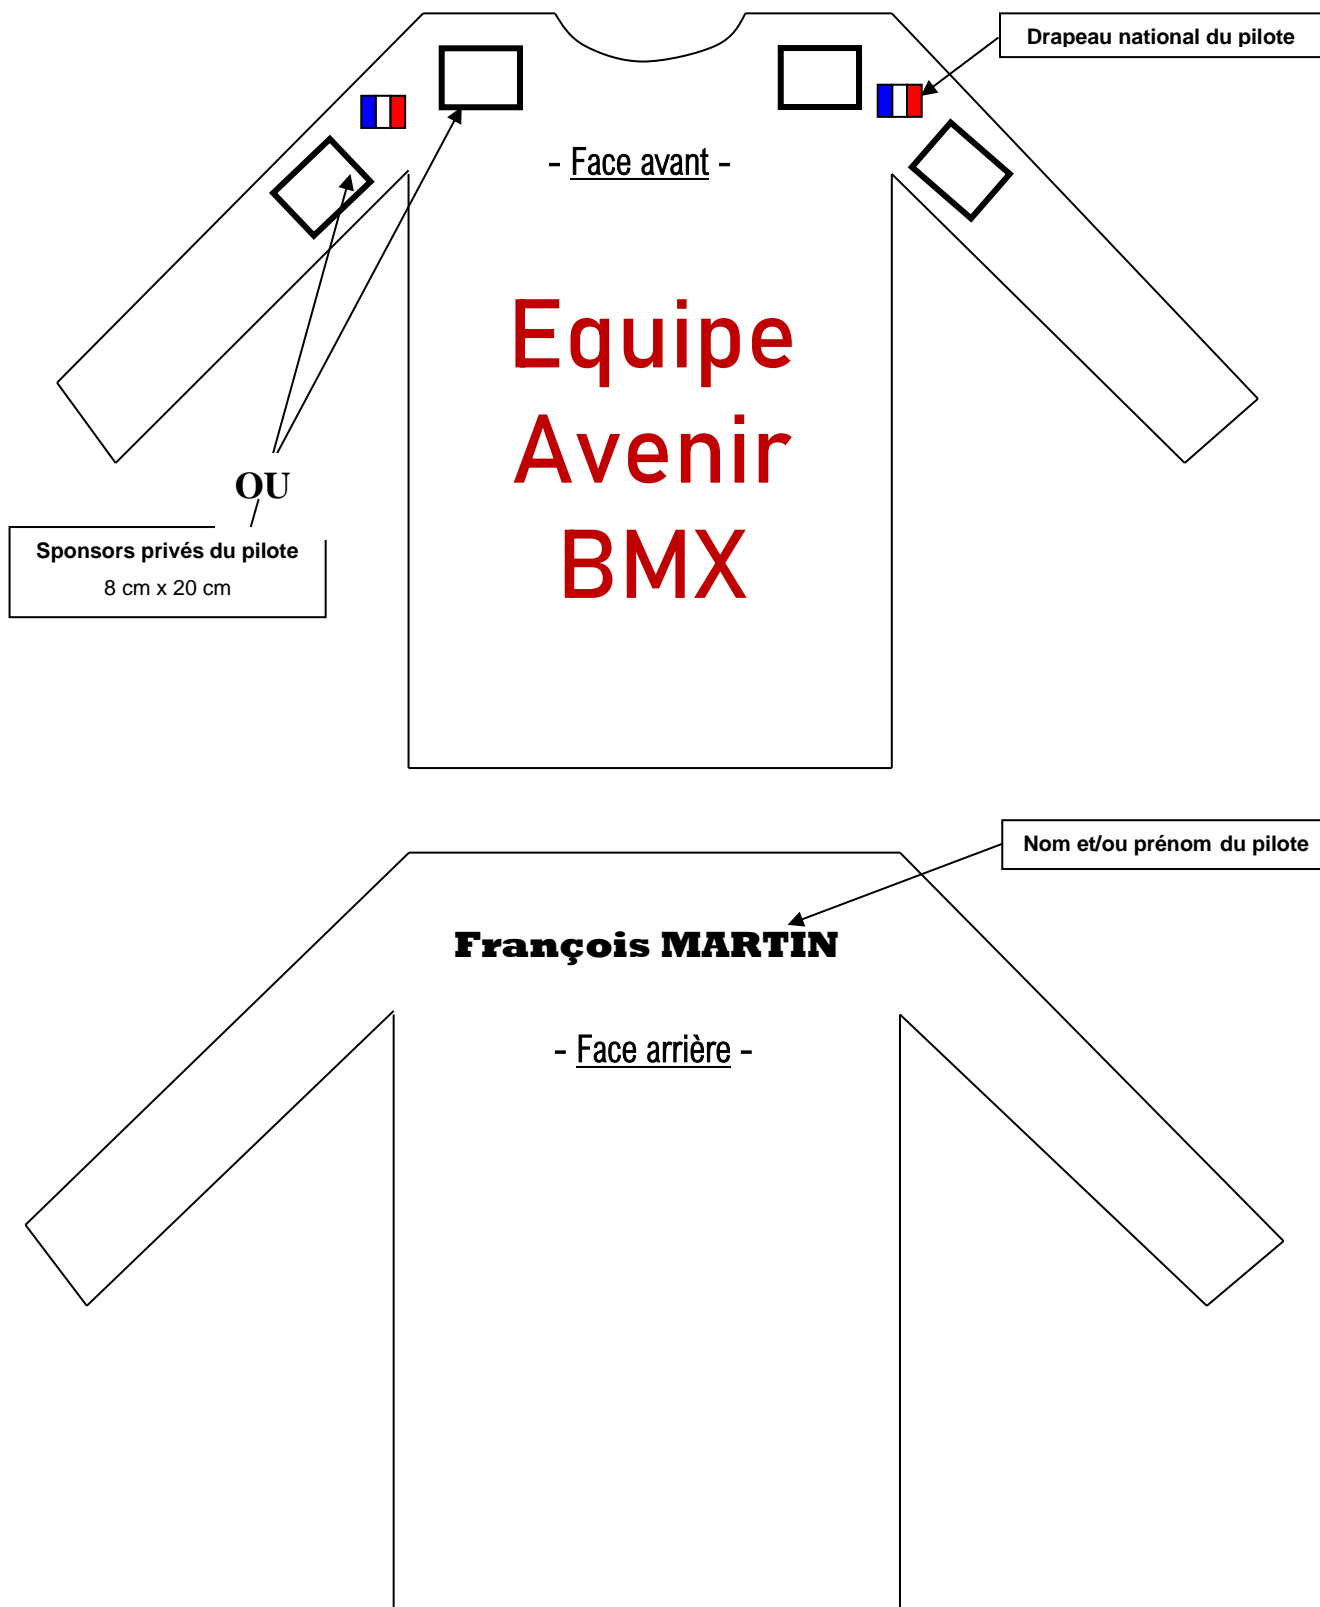 Drapeau national du pilote
- Face avant -
Equipe
Avenir
BMX
OU
Sponsors privés du pilote
8 cm x 20 cm
Nom et/ou prénom du pilote
François MARTIN
- Face arrière -